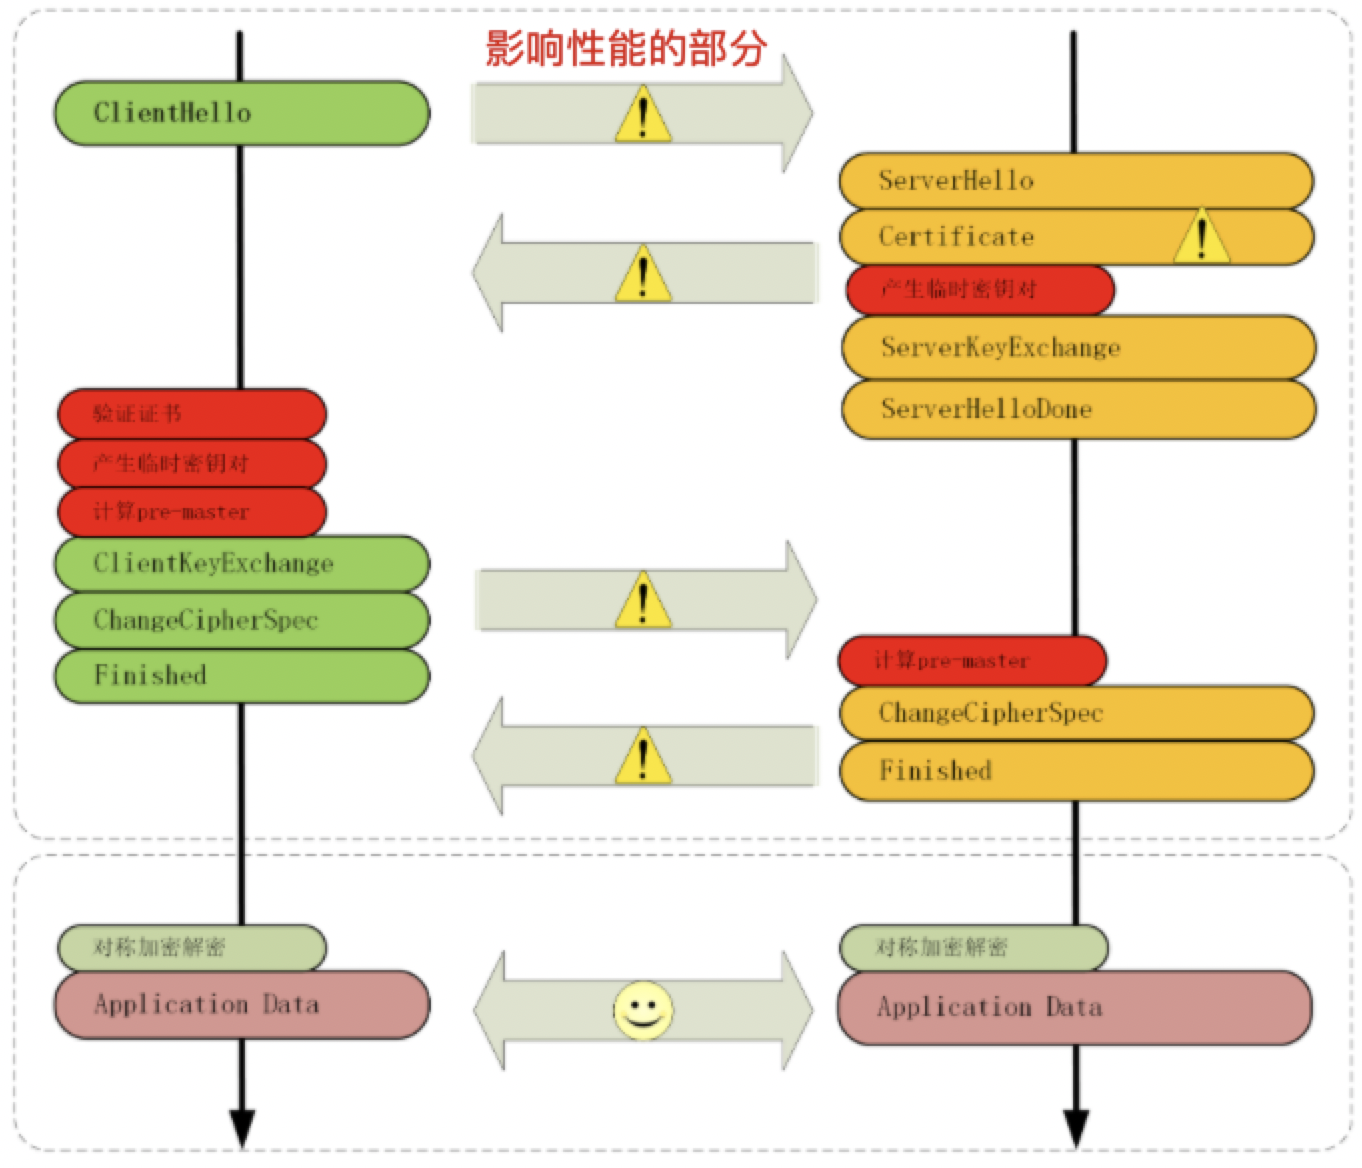 影响性能的部分
ClientHello
ServerHello
Certificate
产生临时密钥对
ServerKeyExchange
ServerHelloDone
验证证书
产生临时密钥对
计算pre-master
ClientKeyExchange
ChangeCipherSpec
Finished
计算pre-master
ChangeCipherSpec
Finished
对称加密解密
Application Data
对称加密解密
Application Data